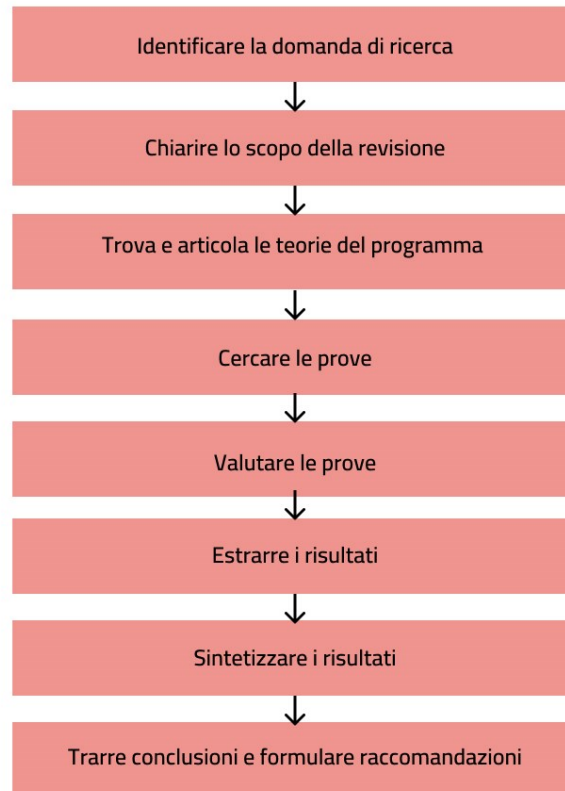 Identificare la domanda di ricerca
Chiarire lo scopo della revisione
Trova e articola le teorie del programma
Cercare le prove
Valutare le prove
Estrarre i risultati
Sintetizzare i risultati
Trarre conclusioni e formulare raccomandazioni